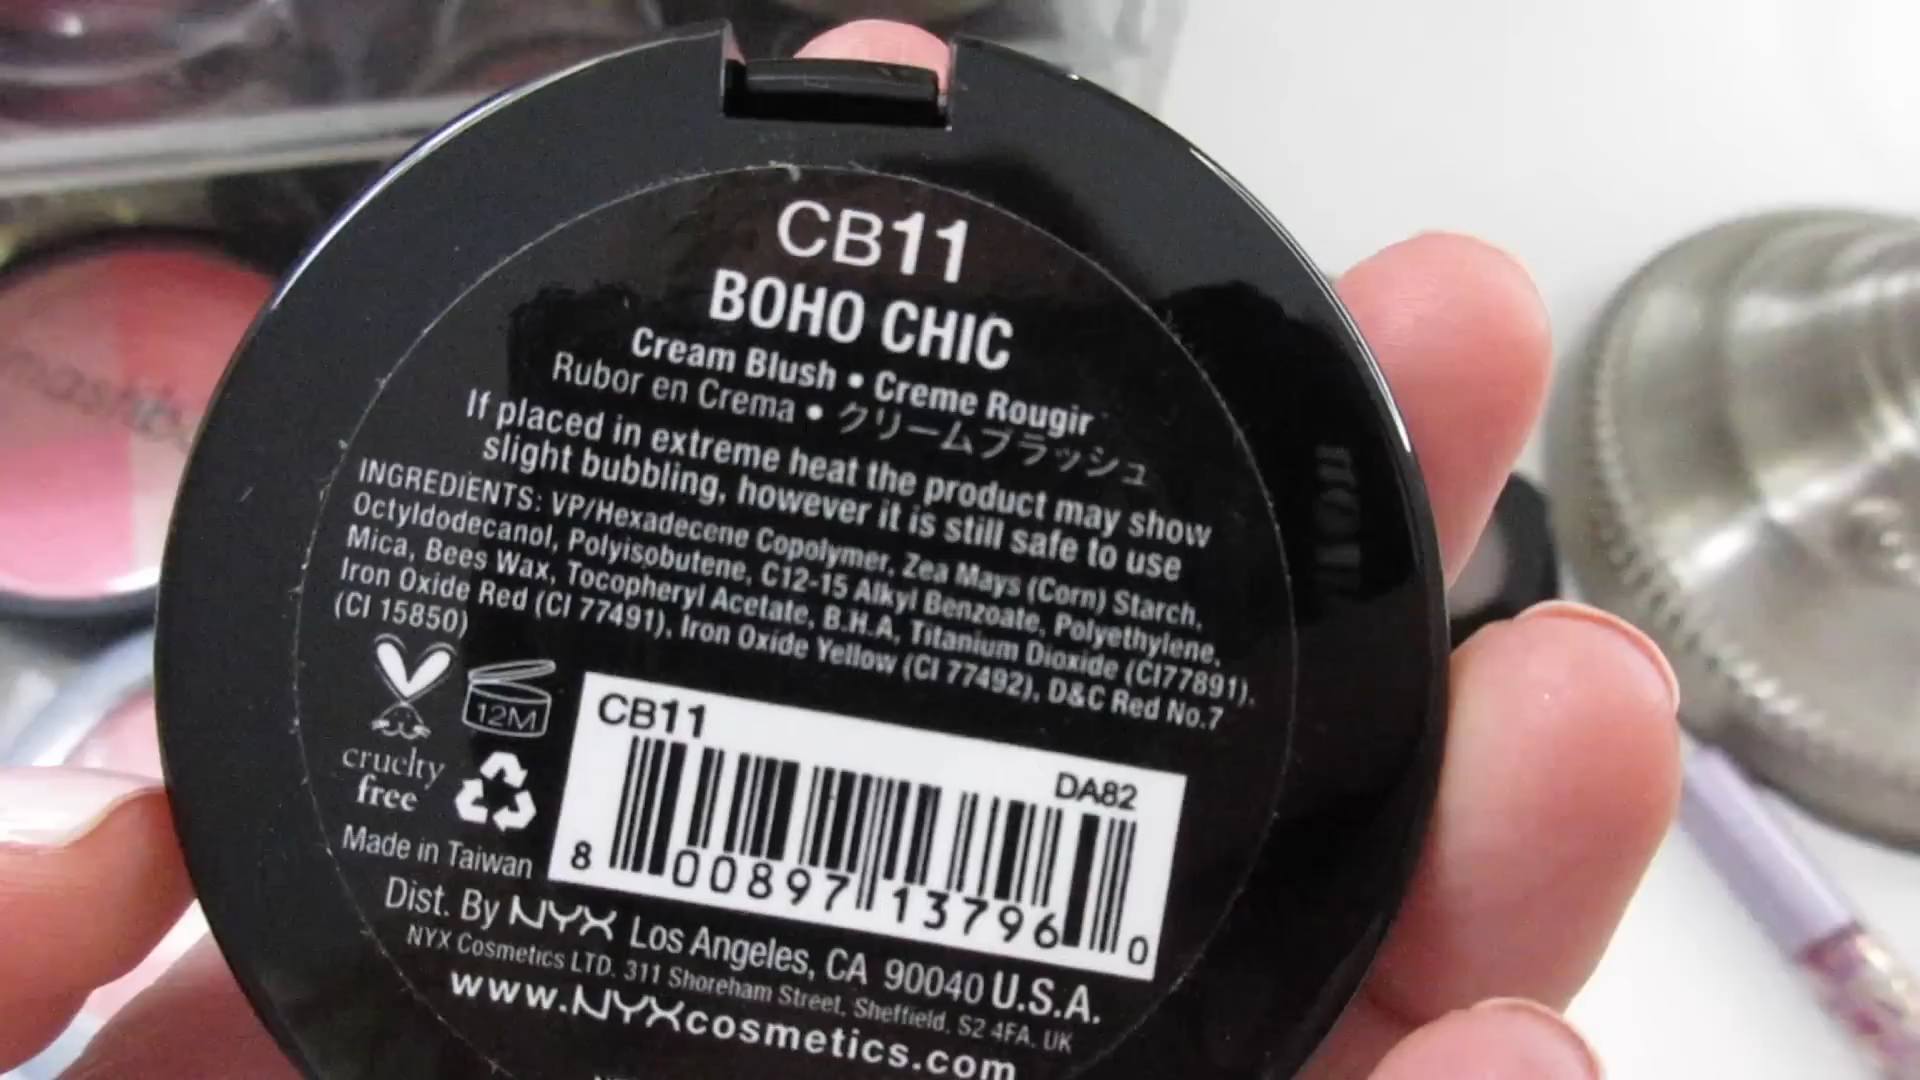 CB11
BOHO CHIC
Cream Blush • Creme Rougir
Rubor en Crema • クリームブラッシュ
If placed in extreme heat the product may show
slight bubbling, however it is still safe to use
INGREDIENTS: VP/Hexadecene Copolymer, Zea Mays (Corn) Starch,
Octyldodecanol, Polyisobutene, C12-15 Alkyl Benzoate, Polyethylene,
Mica, Bees Wax, Tocopheryl Acetate, B.H.A, Titanium Dioxide (CI77891),
Iron Oxide Red (CI 77491), Iron Oxide Yellow (CI 77492), D&C Red No.7
(CI 15850)
12M
cruelty
free
CB11
DA82
8 00897 13796 0
Made in Taiwan
Dist. By NYX Los Angeles, CA 90040 U.S.A.
NYX Cosmetics LTD. 311 Shoreham Street, Sheffield, S2 4FA, UK
www.NYXcosmetics.com